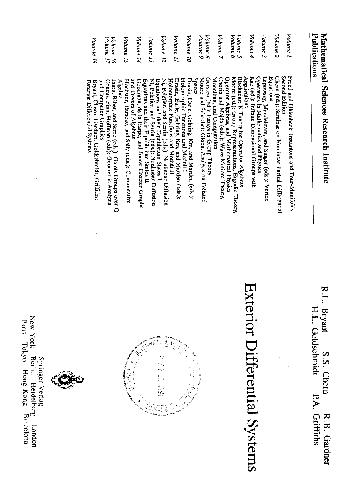 Mathematical Sciences Research Institute
Publications
Volume 1
Freed and Uhlenbeck: Instantons and Four-Manifolds
Second Edition
Volume 2
Chern (ed.): Seminar on Nonlinear Partial Differential
Equations
Volume 3
Lepowsky, Mandelstam, and Singer (eds.): Vertex
Operators in Mathematics and Physics
Volume 4
Kac (ed.): Infinite Dimensional Groups with
Applications
Volume 5
Blackadar: K-Theory for Operator Algebras
Volume 6
Moore (ed.): Group Representations, Ergodic Theory,
Operator Algebras, and Mathematical Physics
Volume 7
Chorin and Majda (eds.): Wave Motion: Theory,
Volume 8
Gersten (ed.): Essays in Group Theory
Volume 9
Moore and Schochet: Global Analysis on Foliated
Spaces
Volume 10
Drasin, Earle, Gehring, Kra, and Marden (eds.):
Holomorphic Functions and Moduli I
Volume 11
Drasin, Earle, Gehring, Kra, and Marden (eds.):
Holomorphic Functions and Moduli II
Volume 12
Ni, Peletier, and Serrin (eds.): Nonlinear Diffusion
Equations and their Equilibrium States I
Volume 13
Ni, Peletier, and Serrin (eds.): Nonlinear Diffusion
Equations and their Equilibrium States II
Volume 14
Goodman, de la Harpe, and Jones: Coxeter Graphs
and Towers of Algebras
Volume 15
Hochster, Huneke, and Sally (eds.): Commutative
Algebra
Volume 16
Ihara, Ribet, and Serre (eds.): Galois Groups over Q
Volume 17
Concus, Finn, Hoffman (eds.): Geometric Analysis
and Computer Graphics
Volume 18
Bryant, Chern, Gardner, Goldschmidt, Griffiths:
Exterior Differential Systems
R.L. Bryant S.S. Chern R.B. Gardner
H.L. Goldschmidt P.A. Griffiths
Exterior Differential Systems
Springer-Verlag
New York Berlin Heidelberg London
Paris Tokyo Hong Kong Barcelona